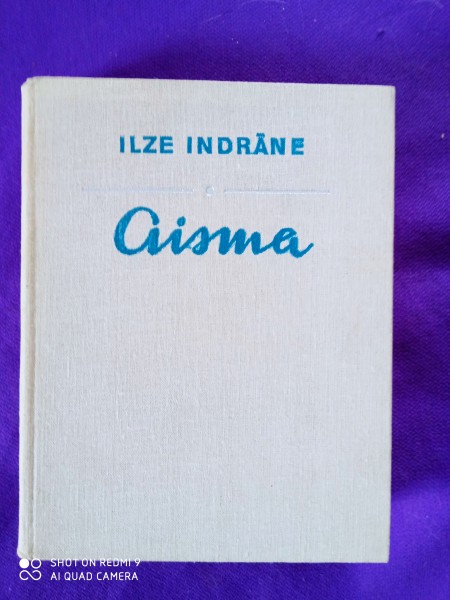 ILZE INDRĀNE
Aisma
SHOT ON REDMI 9
AI QUAD CAMERA